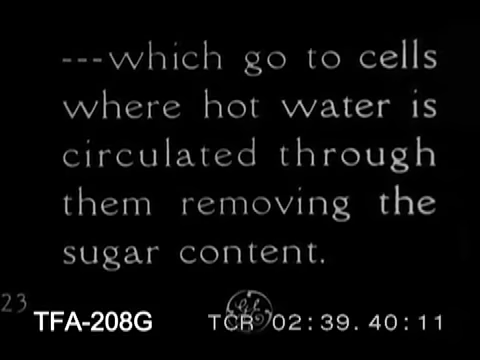 ---which go to cells
where hot water is
circulated through
them removing the
sugar content.
23
GE
TFA-208G
TCR 02:39.40:11